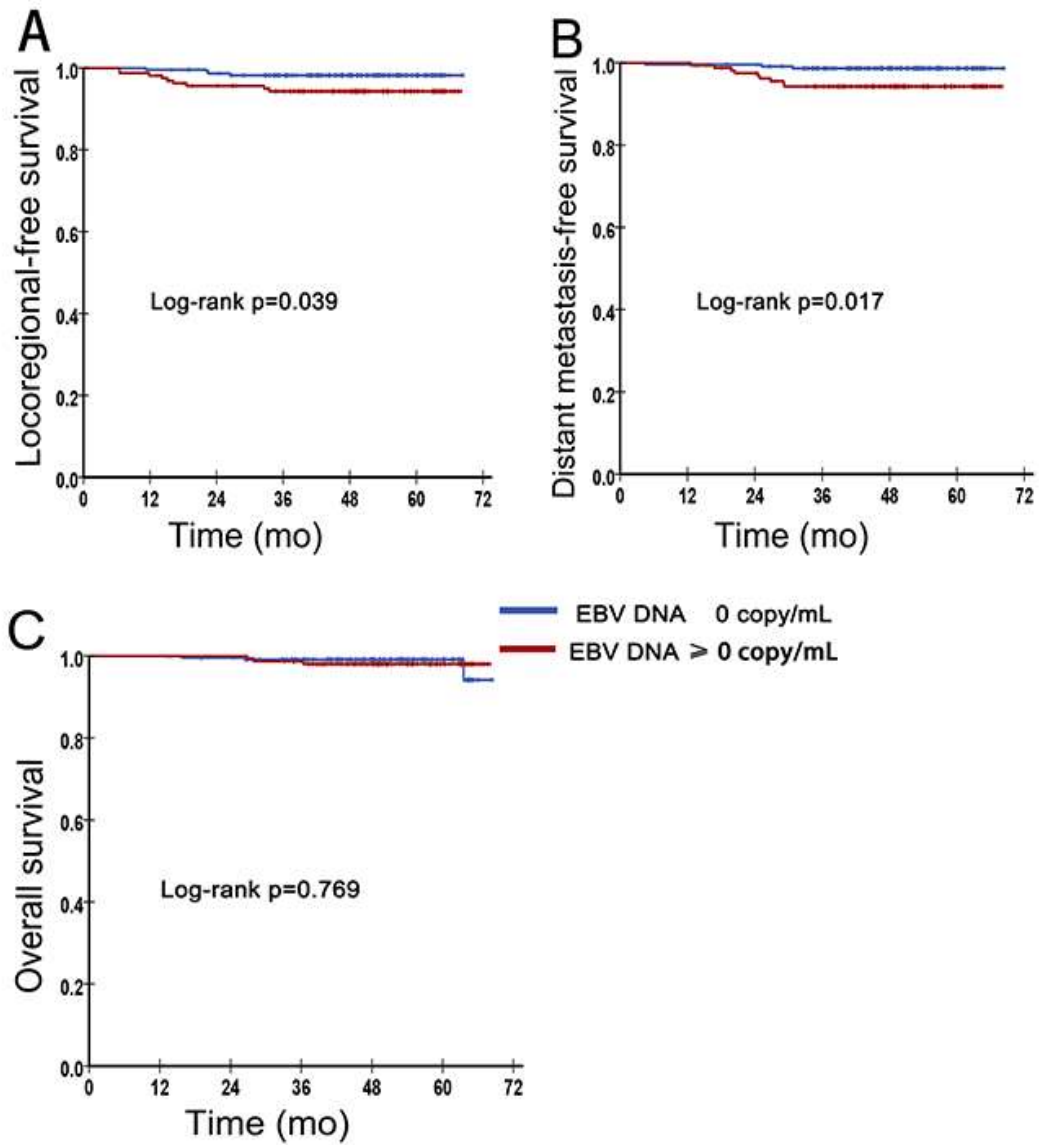 A
Locoregional-free survival
1.0
0.8
0.6
0.4
0.2
0.0
Log-rank p=0.039
0 12 24 36 48 60 72
Time (mo)
B
Distant metastasis-free survival
1.0
0.8
0.6
0.4
0.2
0.0
Log-rank p=0.017
0 12 24 36 48 60 72
Time (mo)
C
EBV DNA 0 copy/mL
EBV DNA ⩾ 0 copy/mL
Overall survival
1.0
0.8
0.6
0.4
0.2
0.0
Log-rank p=0.769
0 12 24 36 48 60 72
Time (mo)